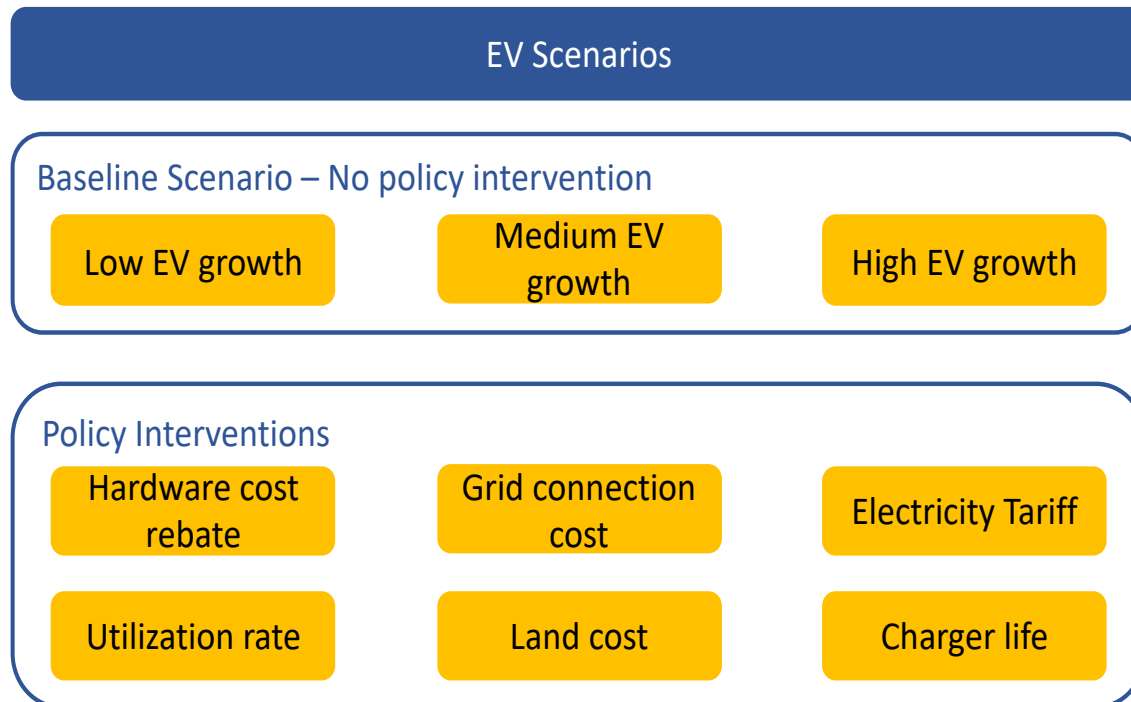 EV Scenarios
Baseline Scenario – No policy intervention
Low EV growth
Medium EV
growth
High EV growth
Policy Interventions
Hardware cost
rebate
Grid connection
cost
Electricity Tariff
Utilization rate
Land cost
Charger life